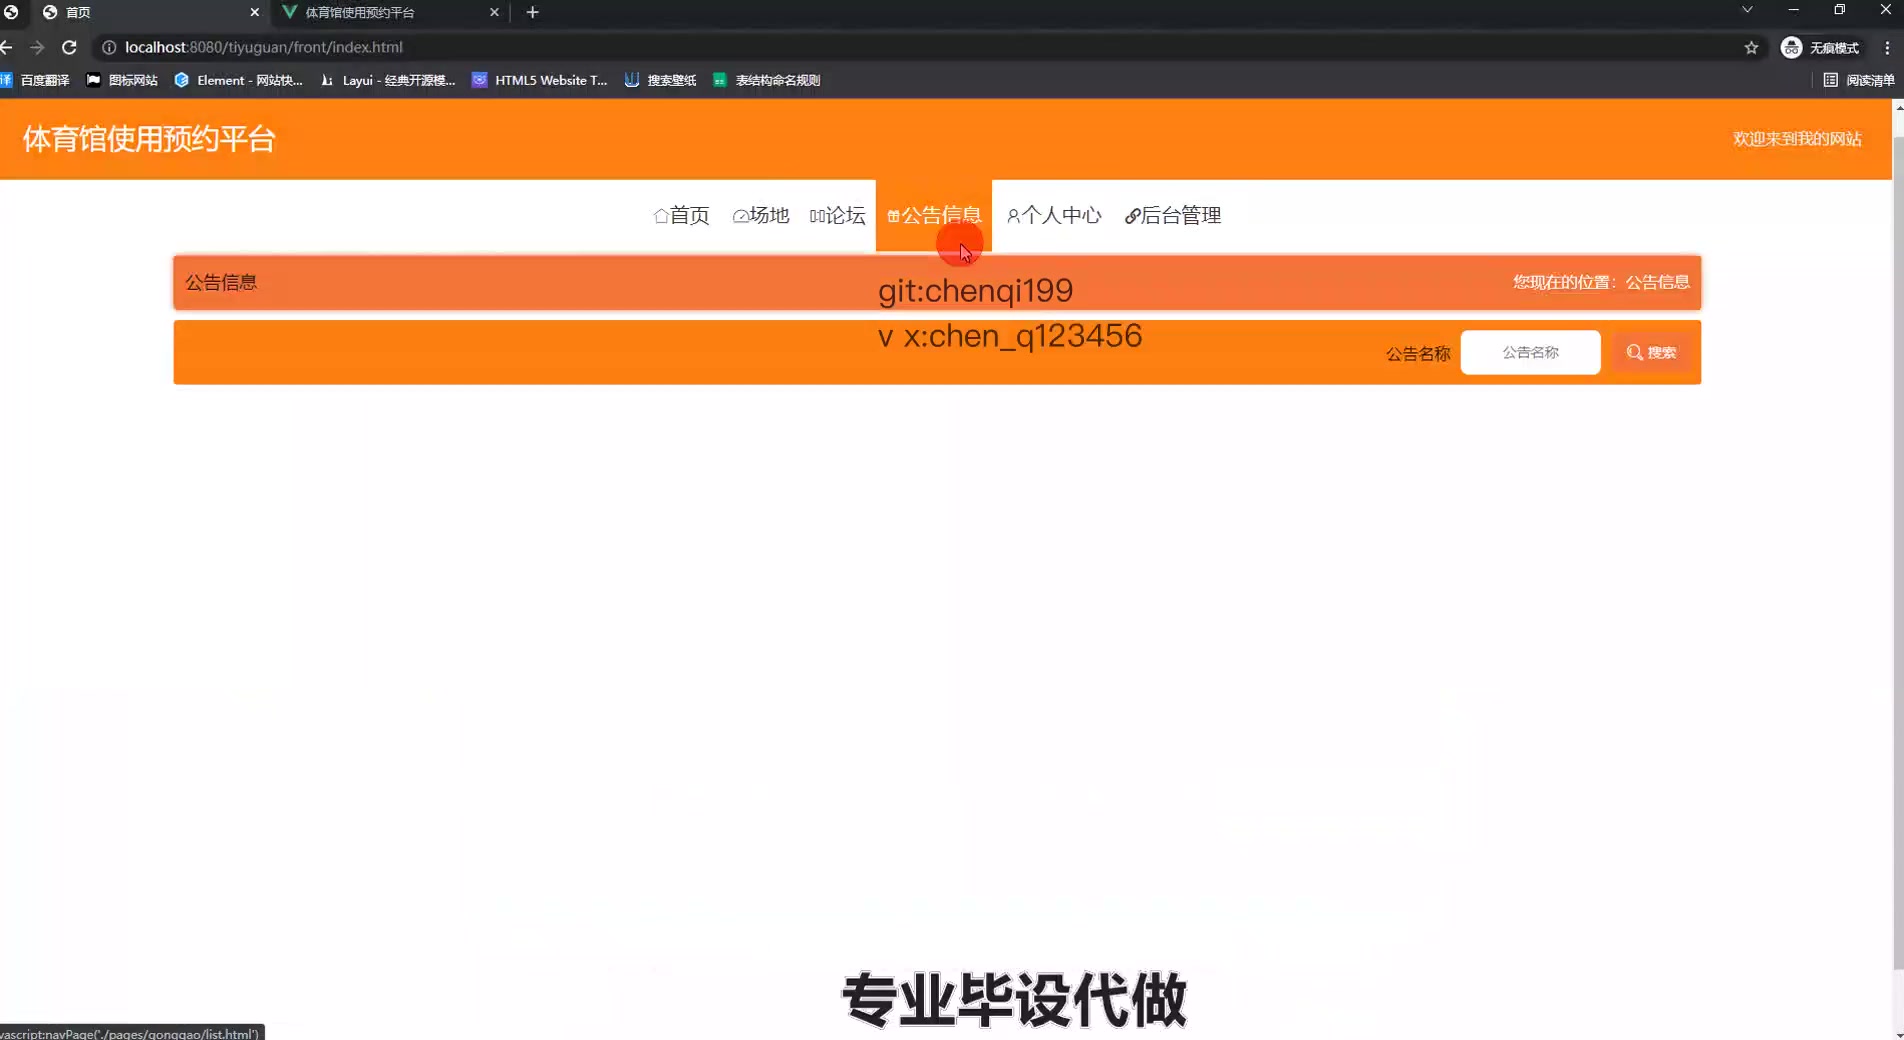 首页
体育馆使用预约平台
localhost:8080/tiyuguan/front/index.html
无痕模式
译 百度翻译
图标网站
Element - 网站快...
Layui - 经典开源模...
HTML5 Website T...
搜索壁纸
表结构命名规则
阅读清单
体育馆使用预约平台
欢迎来到我的网站
首页
场地
论坛
公告信息
个人中心
后台管理
公告信息
git:chenqi199
您现在的位置：公告信息
v x:chen_q123456
公告名称
公告名称
搜索
专业毕设代做
vascript:navPage('./pages/gonggao/list.html')